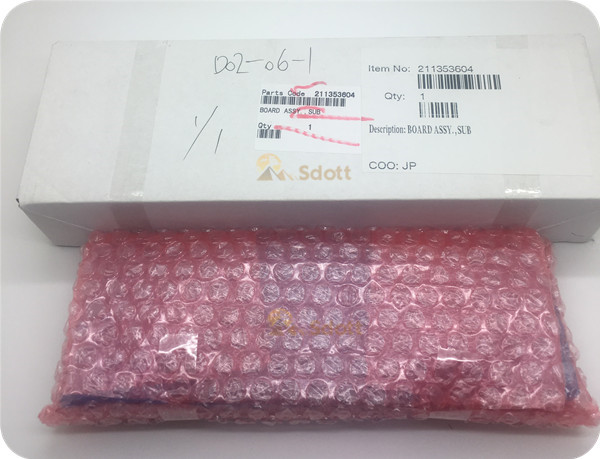 D02-06-1
1/1
Parts Code 211353604
BOARD ASSY.,SUB
Qty 1
Item No: 211353604
Qty: 1
Description: BOARD ASSY.,SUB
COO: JP
Sdott
Sdott